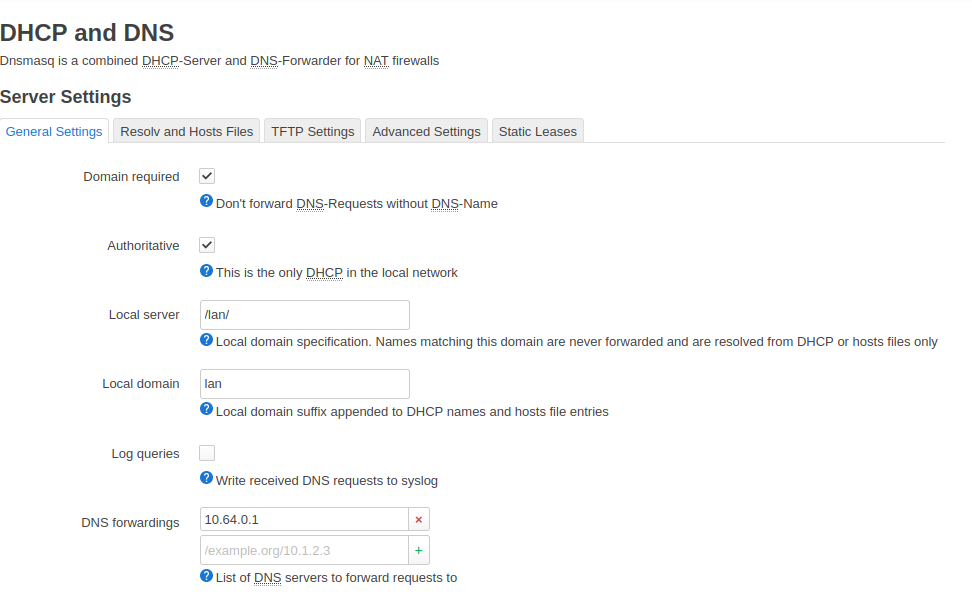 DHCP and DNS
Dnsmasq is a combined DHCP-Server and DNS-Forwarder for NAT firewalls
Server Settings
General Settings Resolv and Hosts Files TFTP Settings Advanced Settings Static Leases
Domain required
Don't forward DNS-Requests without DNS-Name
Authoritative
This is the only DHCP in the local network
Local server /lan/
Local domain specification. Names matching this domain are never forwarded and are resolved from DHCP or hosts files only
Local domain lan
Local domain suffix appended to DHCP names and hosts file entries
Log queries
Write received DNS requests to syslog
DNS forwardings 10.64.0.1
/example.org/10.1.2.3
List of DNS servers to forward requests to